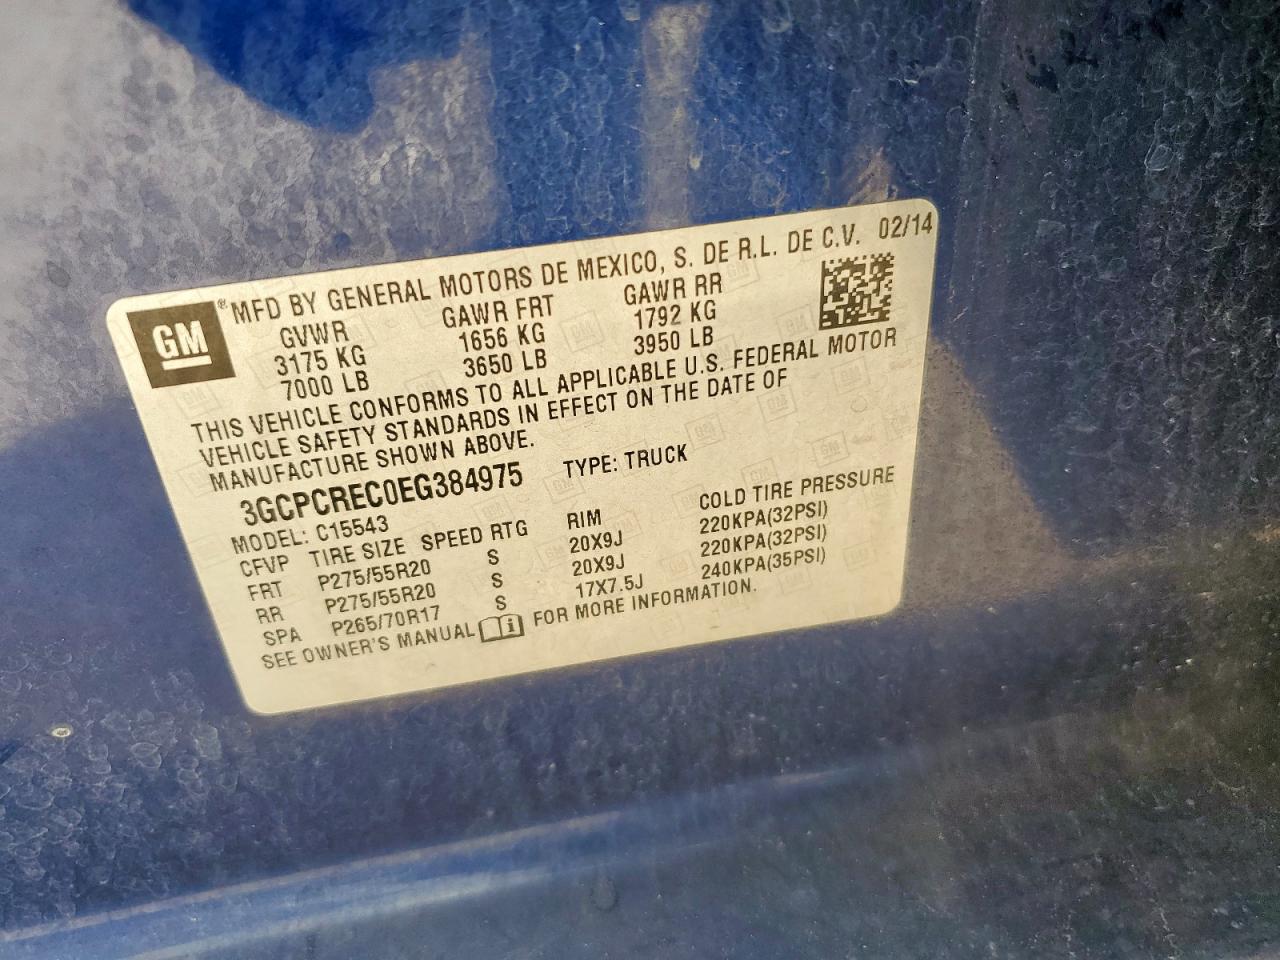 GM ® MFD BY GENERAL MOTORS DE MEXICO, S. DE R.L. DE C.V. 02/14
GVWR GAWR FRT GAWR RR
3175 KG 1656 KG 1792 KG
7000 LB 3650 LB 3950 LB
THIS VEHICLE CONFORMS TO ALL APPLICABLE U.S. FEDERAL MOTOR
VEHICLE SAFETY STANDARDS IN EFFECT ON THE DATE OF
MANUFACTURE SHOWN ABOVE.
3GCPCREC0EG384975 TYPE: TRUCK
MODEL: C15543
CFVP TIRE SIZE SPEED RTG RIM COLD TIRE PRESSURE
FRT P275/55R20 S 20X9J 220KPA(32PSI)
RR P275/55R20 S 20X9J 220KPA(32PSI)
SPA P265/70R17 S 17X7.5J 240KPA(35PSI)
SEE OWNER'S MANUAL i FOR MORE INFORMATION.